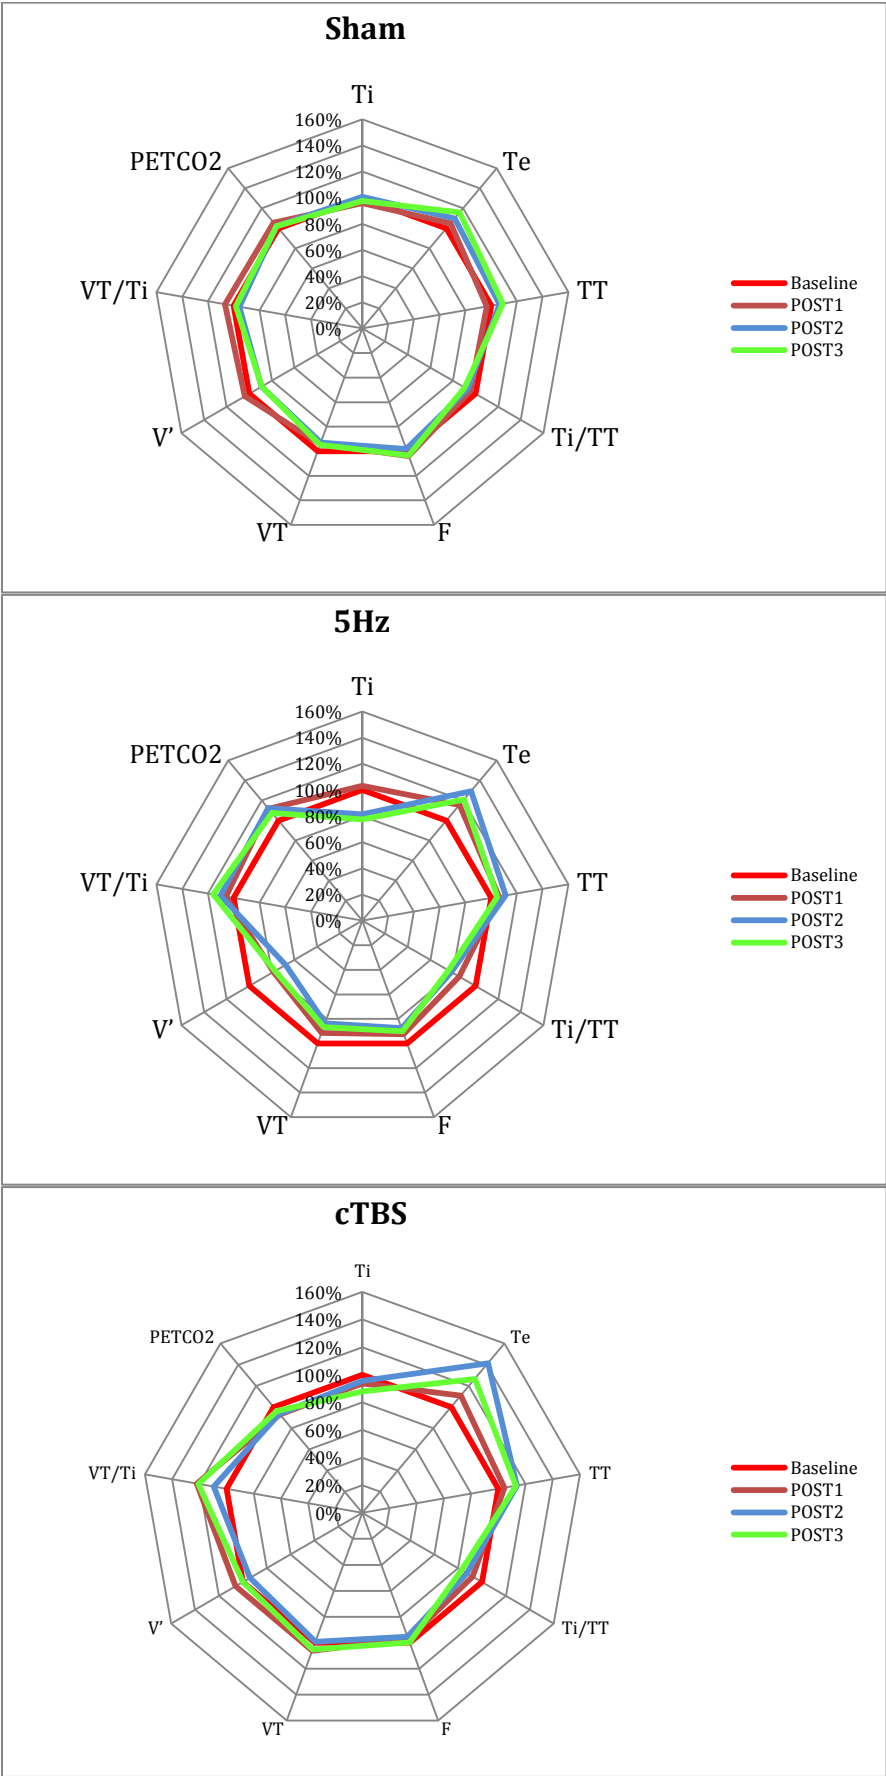 Sham
Ti
160%
140%
PETCO2
Te
120%
100%
80%
60%
VT/Ti
TT
40%
20%
0%
Baseline
POST1
POST2
POST3
V’
Ti/TT
VT
F
5Hz
Ti
160%
140%
PETCO2
Te
120%
100%
80%
60%
VT/Ti
TT
40%
20%
0%
Baseline
POST1
POST2
POST3
V’
Ti/TT
VT
F
cTBS
Ti
160%
140%
PETCO2
Te
120%
100%
80%
60%
VT/Ti
TT
40%
20%
0%
Baseline
POST1
POST2
POST3
V’
Ti/TT
VT
F